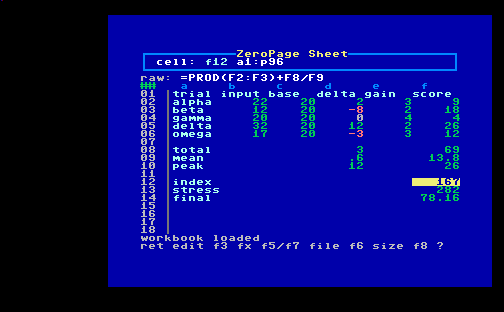 ZeroPage Sheet
cell: f12 a1:p96
raw: =PROD(F2:F3)+F8/F9
## a b c d e f
01 trial input base delta gain score
02 alpha 22 20 2 3 9
03 beta 12 20 -8 2 18
04 gamma 20 20 0 4 4
05 delta 32 20 12 2 26
06 omega 17 20 -3 3 12
07
08 total 3 69
09 mean .6 13.8
10 peak 12 26
11
12 index 167
13 stress 282
14 final 78.16
15
16
17
18
workbook loaded
ret edit f3 fx f5/f7 file f6 size f8 ?